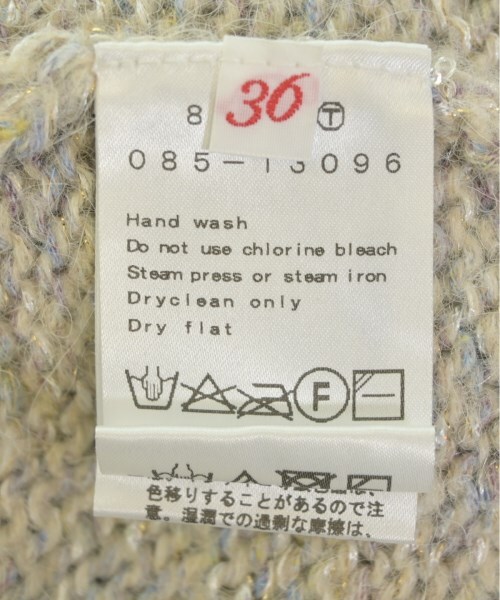 36
8 Ⓣ
085-13096
Hand wash
Do not use chlorine bleach
Steam press or steam iron
Dryclean only
Dry flat
F
色移りすることがあるので注
意。湿潤での過剰な摩擦は、